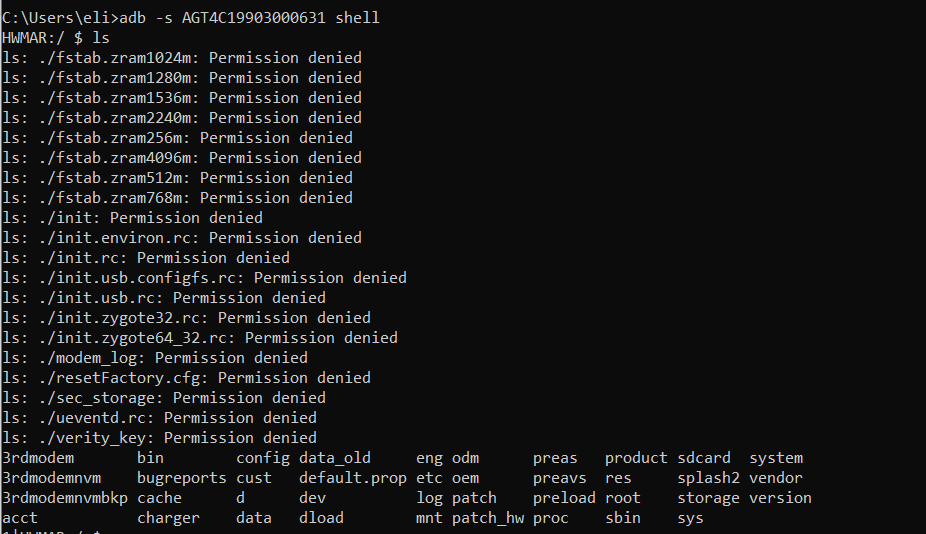 C:\Users\eli>adb -s AGT4C19903000631 shell
HWMAR:/ $ ls
ls: ./fstab.zram1024m: Permission denied
ls: ./fstab.zram1280m: Permission denied
ls: ./fstab.zram1536m: Permission denied
ls: ./fstab.zram2240m: Permission denied
ls: ./fstab.zram256m: Permission denied
ls: ./fstab.zram4096m: Permission denied
ls: ./fstab.zram512m: Permission denied
ls: ./fstab.zram768m: Permission denied
ls: ./init: Permission denied
ls: ./init.environ.rc: Permission denied
ls: ./init.rc: Permission denied
ls: ./init.usb.configfs.rc: Permission denied
ls: ./init.usb.rc: Permission denied
ls: ./init.zygote32.rc: Permission denied
ls: ./init.zygote64_32.rc: Permission denied
ls: ./modem_log: Permission denied
ls: ./resetFactory.cfg: Permission denied
ls: ./sec_storage: Permission denied
ls: ./ueventd.rc: Permission denied
ls: ./verity_key: Permission denied
3rdmodem       bin        config data_old     eng odm      preas   product sdcard  system
3rdmodemnvm    bugreports cust   default.prop etc oem      preavs  res     splash2 vendor
3rdmodemnvmbkp cache      d      dev          log patch    preload root    storage version
acct           charger    data   dload        mnt patch_hw proc    sbin    sys